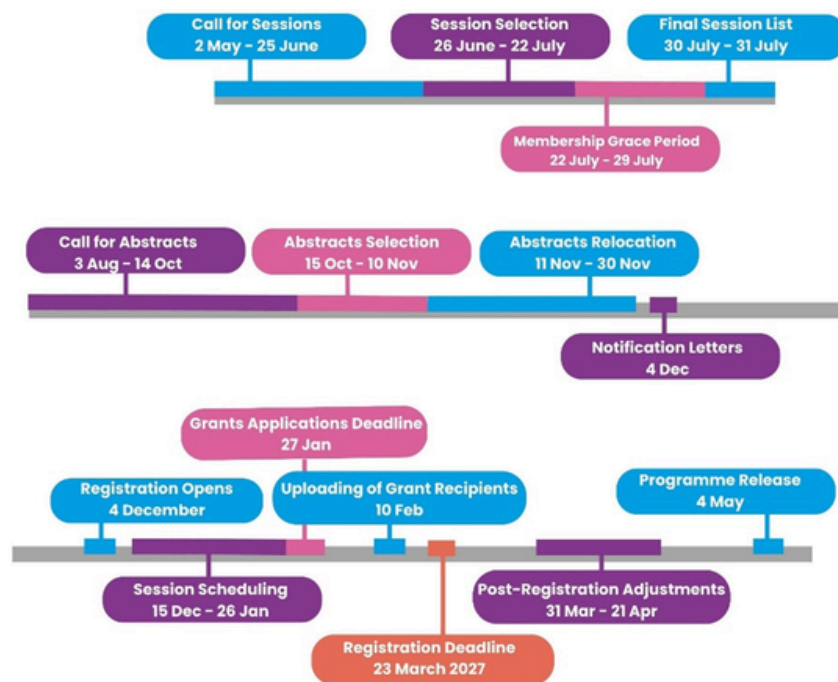 Call for Sessions
2 May - 25 June
Session Selection
26 June - 22 July
Final Session List
30 July - 31 July
Membership Grace Period
22 July - 29 July
Call for Abstracts
3 Aug - 14 Oct
Abstracts Selection
15 Oct - 10 Nov
Abstracts Relocation
11 Nov - 30 Nov
Notification Letters
4 Dec
Grants Applications Deadline
27 Jan
Registration Opens
4 December
Uploading of Grant Recipients
10 Feb
Programme Release
4 May
Session Scheduling
15 Dec - 26 Jan
Post-Registration Adjustments
31 Mar - 21 Apr
Registration Deadline
23 March 2027